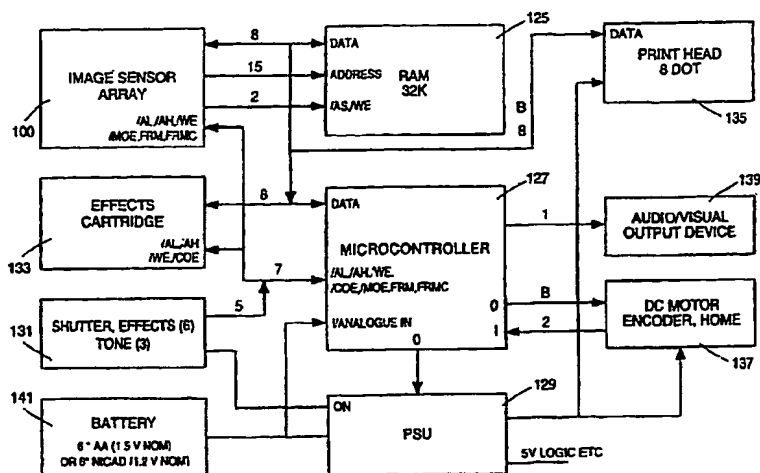 IMAGE SENSOR
ARRAY
/AL,/AH,/WE
/MOE,FRM,FRMC
100
8
15
2
DATA
ADDRESS
/AS/WE
RAM
32K
125
B
8
DATA
PRINT HEAD
8 DOT
135
EFFECTS
CARTRIDGE
/AL,/AH
/WE/COE
133
8
7
DATA
MICROCONTROLLER
/AL,/AH,/WE,
/COE,/MOE,FRM,FRMC
I/ANALOGUE IN
127
0
1
0
1
AUDIO/VISUAL
OUTPUT DEVICE
139
B
2
DC MOTOR
ENCODER, HOME
137
SHUTTER, EFFECTS (6)
TONE (3)
131
5
BATTERY
6 * AA (1.5 V NOM)
OR 6* NICAD (1.2 V NOM)
141
ON
PSU
129
5V LOGIC ETC